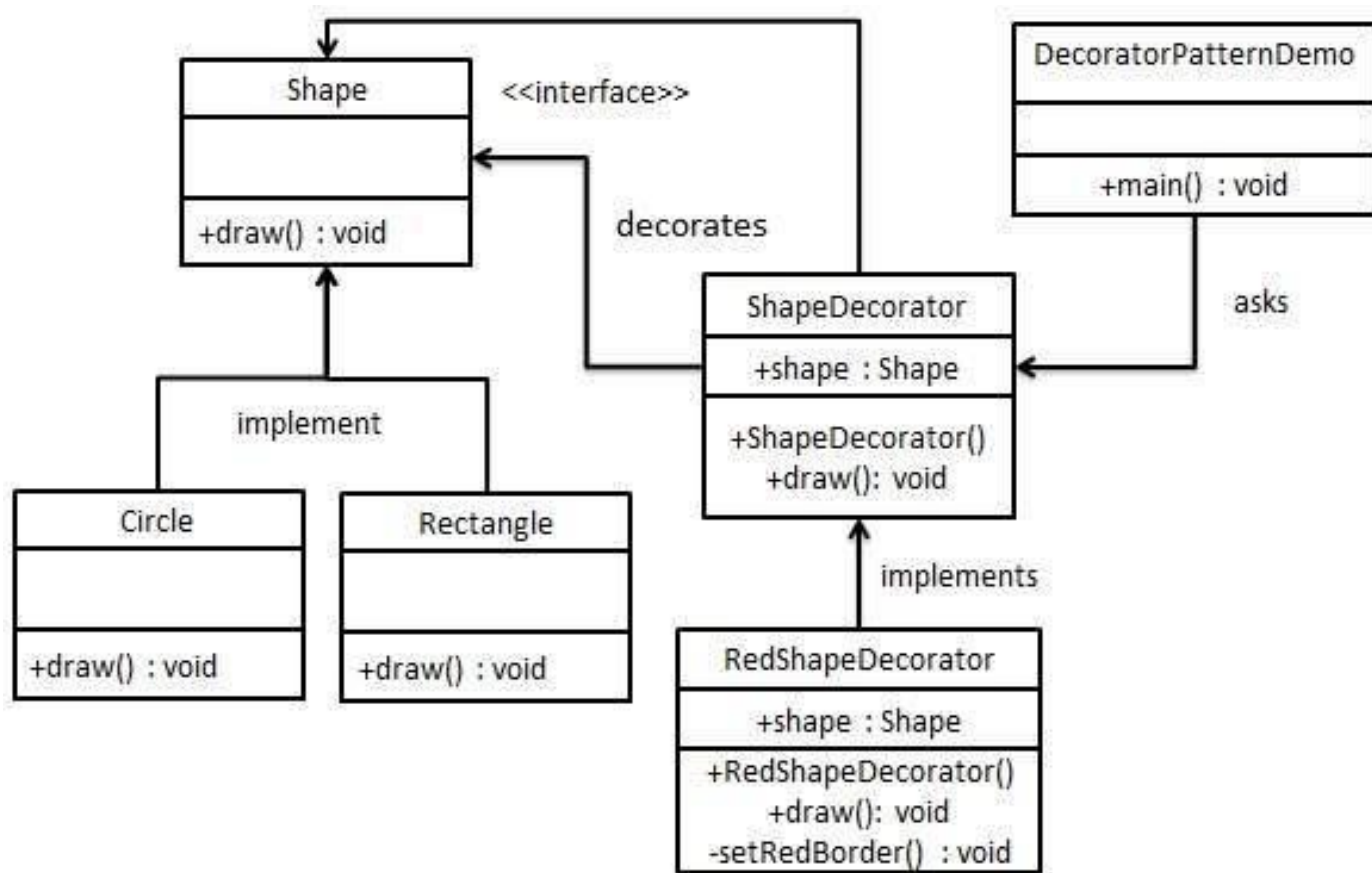 Shape
+draw() : void
<<interface>>
decorates
DecoratorPatternDemo
+main() : void
asks
ShapeDecorator
+shape : Shape
+ShapeDecorator()
+draw(): void
implement
Circle
+draw() : void
Rectangle
+draw() : void
implements
RedShapeDecorator
+shape : Shape
+RedShapeDecorator()
+draw(): void
-setRedBorder() : void